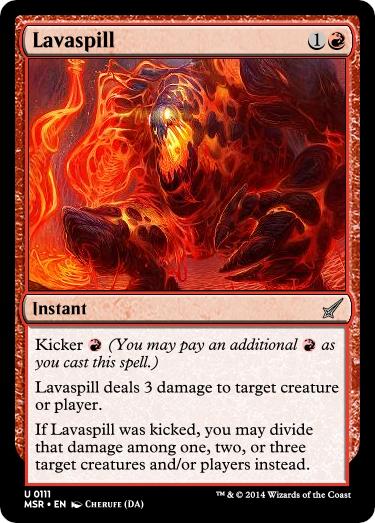 Lavaspill 1
Instant
Kicker (You may pay an additional as
you cast this spell.)
Lavaspill deals 3 damage to target creature
or player.
If Lavaspill was kicked, you may divide
that damage among one, two, or three
target creatures and/or players instead.
U 0111
MSR • EN CHERUFE (DA)
™ & © 2014 Wizards of the Coast